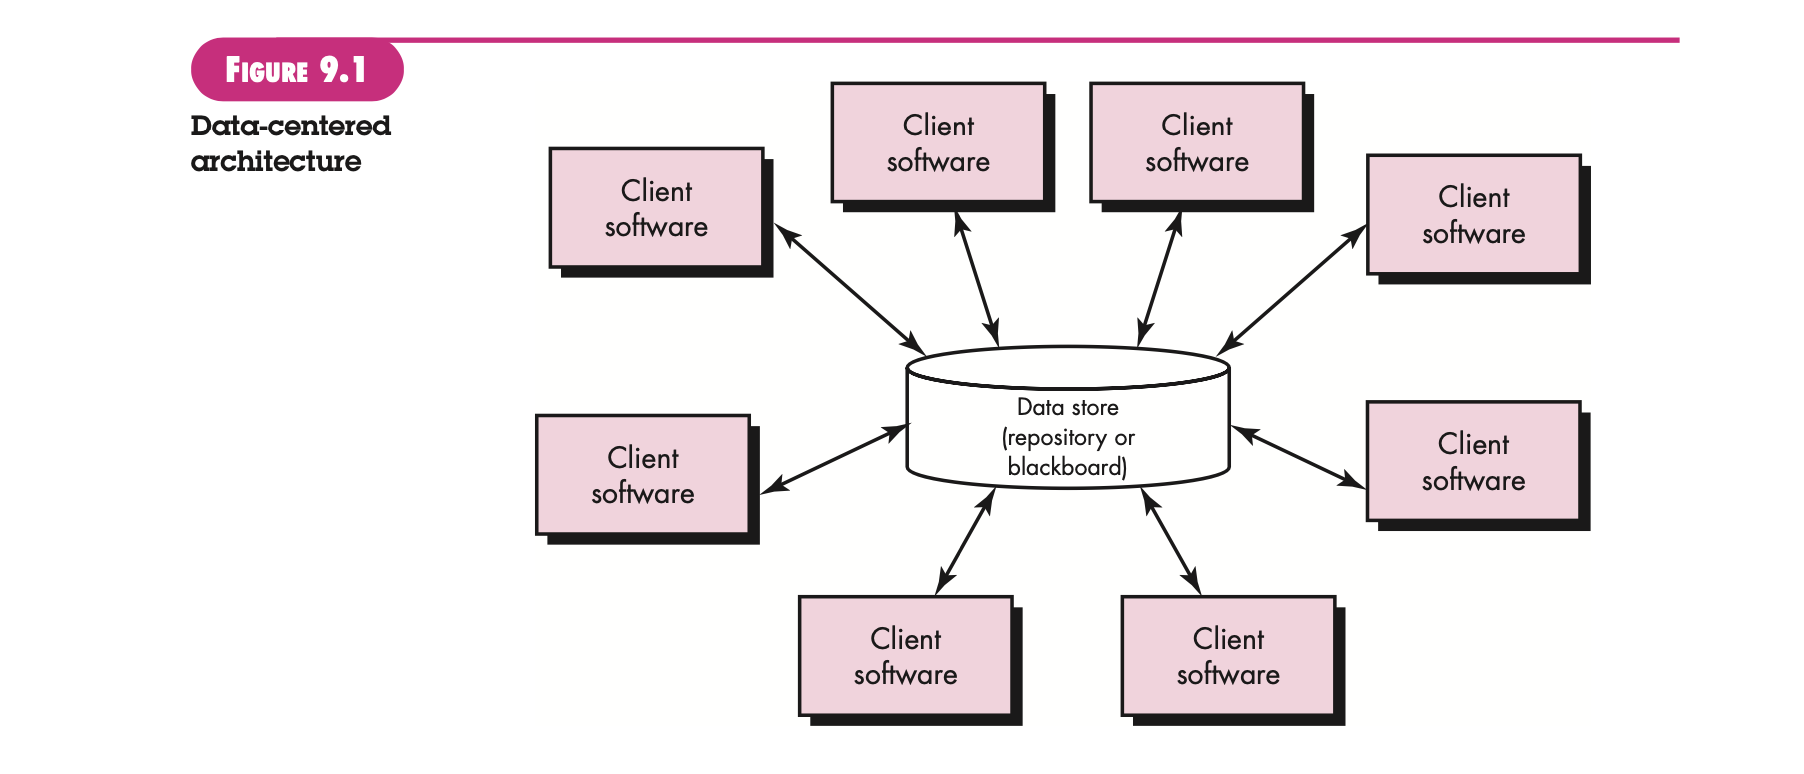 FIGURE 9.1
Data-centered
architecture
Client
software
Client
software
Client
software
Client
software
Data store
(repository or
blackboard)
Client
software
Client
software
Client
software
Client
software